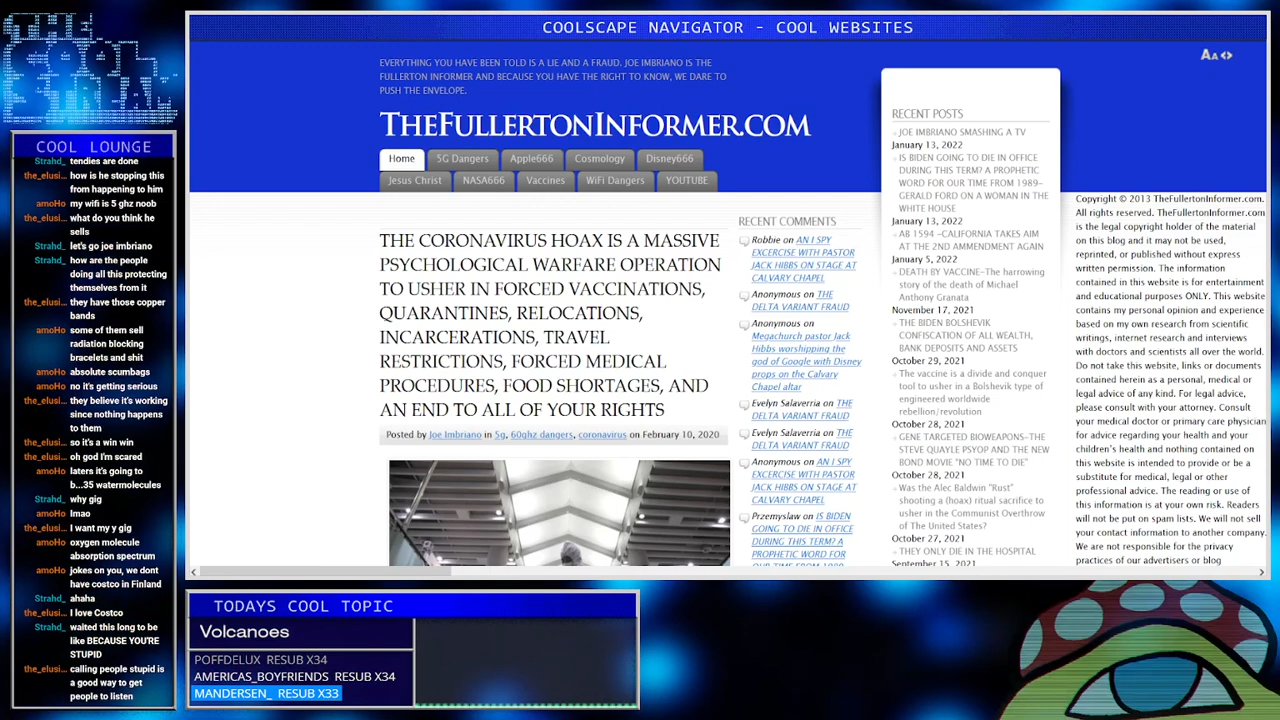 COOLSCAPE NAVIGATOR - COOL WEBSITES
COOL LOUNGE
Strahd_ tendies are done
the_elusi... how is he stopping this
from happening to him
amoHo my wifi is 5 ghz noob
the_elusi... what do you think he
sells
Strahd_ let's go joe imbriano
Strahd_ how are the people
doing all this protecting
themselves from it
the_elusi... they have those copper
bands
amoHo some of them sell
radiation blocking
bracelets and shit
amoHo absolute scumbags
amoHo no it's getting serious
the_elusi... they believe it's working
since nothing happens
to them
the_elusi... so it's a win win
the_elusi... oh god I'm scared
amoHo laters it's going to
b...35 watermolecules
Strahd_ why gig
amoHo lmao
the_elusi... I want my y gig
amoHo oxygen molecule
absorption spectrum
amoHo jokes on you, we dont
have costco in Finland
Strahd_ ahaha
the_elusi... I love Costco
Strahd_ waited this long to be
like BECAUSE YOU'RE
STUPID
the_elusi... calling people stupid is
a good way to get
people to listen
EVERYTHING YOU HAVE BEEN TOLD IS A LIE AND A FRAUD. JOE IMBRIANO IS THE
FULLERTON INFORMER AND BECAUSE YOU HAVE THE RIGHT TO KNOW, WE DARE TO
PUSH THE ENVELOPE.
THEFULLERTONINFORMER.COM
Home 5G Dangers Apple666 Cosmology Disney666
Jesus Christ NASA666 Vaccines WiFi Dangers YOUTUBE
THE CORONAVIRUS HOAX IS A MASSIVE
PSYCHOLOGICAL WARFARE OPERATION
TO USHER IN FORCED VACCINATIONS,
QUARANTINES, RELOCATIONS,
INCARCERATIONS, TRAVEL
RESTRICTIONS, FORCED MEDICAL
PROCEDURES, FOOD SHORTAGES, AND
AN END TO ALL OF YOUR RIGHTS
Posted by Joe Imbriano in 5g, 60ghz dangers, coronavirus on February 10, 2020
RECENT COMMENTS
Robbie on AN I SPY
EXCERCISE WITH PASTOR
JACK HIBBS ON STAGE AT
CALVARY CHAPEL
Anonymous on THE
DELTA VARIANT FRAUD
Anonymous on
Megachurch pastor Jack
Hibbs worshipping the
god of Google with Disney
props on the Calvary
Chapel altar
Evelyn Salaverria on THE
DELTA VARIANT FRAUD
Evelyn Salaverria on THE
DELTA VARIANT FRAUD
Anonymous on AN I SPY
EXCERCISE WITH PASTOR
JACK HIBBS ON STAGE AT
CALVARY CHAPEL
Przemyslaw on IS BIDEN
GOING TO DIE IN OFFICE
DURING THIS TERM? A
PROPHETIC WORD FOR
OUR TIME FROM 1989-
Aa
RECENT POSTS
JOE IMBRIANO SMASHING A TV
January 13, 2022
IS BIDEN GOING TO DIE IN OFFICE
DURING THIS TERM? A PROPHETIC
WORD FOR OUR TIME FROM 1989-
GERALD FORD ON A WOMAN IN THE
WHITE HOUSE
January 13, 2022
AB 1594 –CALIFORNIA TAKES AIM
AT THE 2ND AMMENDMENT AGAIN
January 5, 2022
DEATH BY VACCINE-The harrowing
story of the death of Michael
Anthony Granata
November 17, 2021
THE BIDEN BOLSHEVIK
CONFISCATION OF ALL WEALTH,
BANK DEPOSITS AND ASSETS
October 29, 2021
The vaccine is a divide and conquer
tool to usher in a Bolshevik type of
engineered worldwide
rebellion/revolution
October 28, 2021
GENE TARGETED BIOWEAPONS-THE
STEVE QUAYLE PSYOP AND THE NEW
BOND MOVIE "NO TIME TO DIE"
October 28, 2021
Was the Alec Baldwin "Rust"
shooting a (hoax) ritual sacrifice to
usher in the Communist Overthrow
of The United States?
October 27, 2021
THEY ONLY DIE IN THE HOSPITAL
September 15, 2021
Copyright © 2013 TheFullertonInformer.com.
All rights reserved. TheFullertonInformer.com
is the legal copyright holder of the material
on this blog and it may not be used,
reprinted, or published without express
written permission. The information
contained in this website is for entertainment
and educational purposes ONLY. This website
contains my personal opinion and experience
based on my own research from scientific
writings, internet research and interviews
with doctors and scientists all over the world.
Do not take this website, links or documents
contained herein as a personal, medical or
legal advice of any kind. For legal advice,
please consult with your attorney. Consult
your medical doctor or primary care physician
for advice regarding your health and your
children's health and nothing contained on
this website is intended to provide or be a
substitute for medical, legal or other
professional advice. The reading or use of
this information is at your own risk. Readers
will not be put on spam lists. We will not sell
your contact information to another company.
We are not responsible for the privacy
practices of our advertisers or blog
TODAYS COOL TOPIC
Volcanoes
POFFDELUX RESUB X34
AMERICAS_BOYFRIENDS RESUB X34
MANDERSEN_ RESUB X33